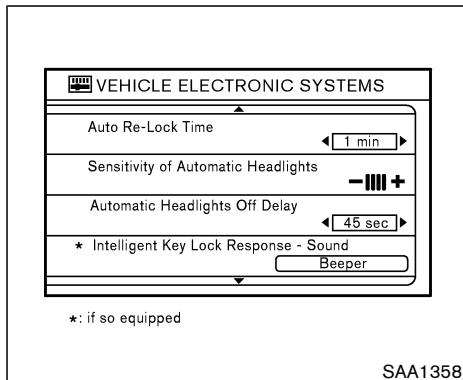 VEHICLE ELECTRONIC SYSTEMS
Auto Re-Lock Time
1 min
Sensitivity of Automatic Headlights
− +
Automatic Headlights Off Delay
45 sec
* Intelligent Key Lock Response - Sound
Beeper
*: if so equipped
SAA1358